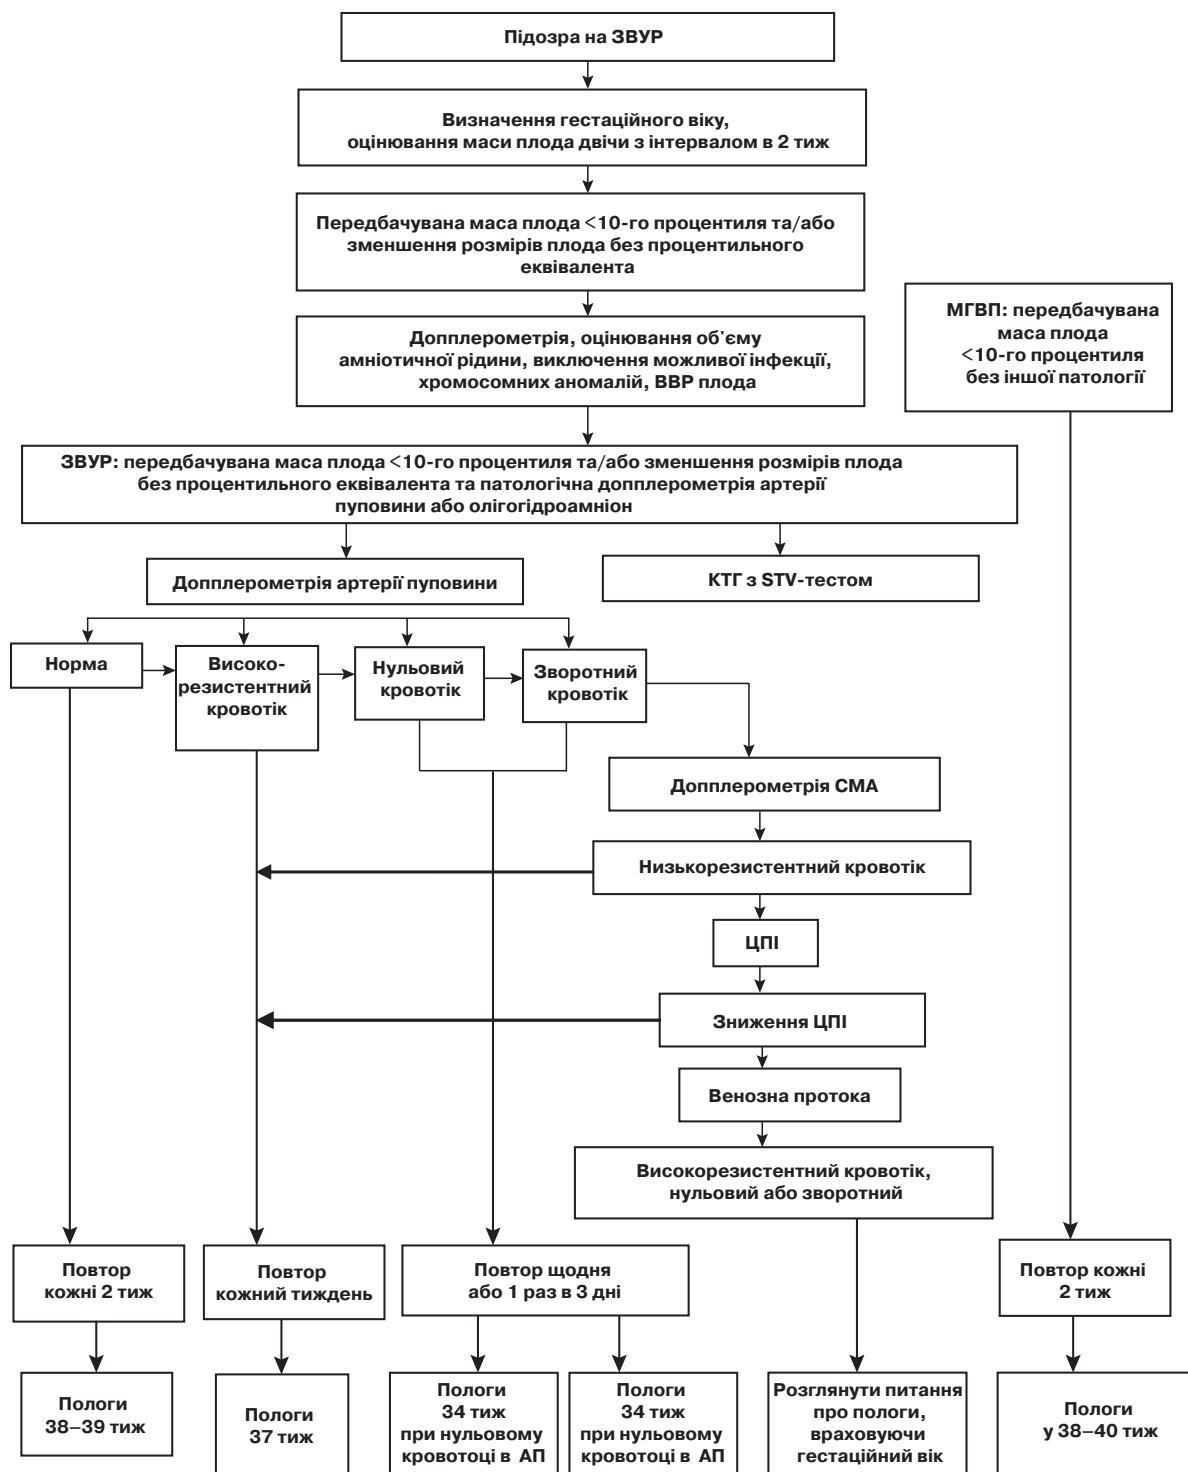 Підозра на ЗВУР
Визначення гестаційного віку,
оцінювання маси плода двічи з інтервалом в 2 тиж
Передбачувана маса плода <10-го процентиля та/або
зменшення розмірів плода без процентильного
еквівалента
МГВП: передбачувана
маса плода
<10-го процентиля
без іншої патології
Допплерометрія, оцінювання об'єму
амніотичної рідини, виключення можливої інфекції,
хромосомних аномалій, ВВР плода
ЗВУР: передбачувана маса плода <10-го процентиля та/або зменшення розмірів плода
без процентильного еквівалента та патологічна допплерометрія артерії
пуповини або олігогідроамніон
Допплерометрія артерії пуповини
КТГ з STV-тестом
Норма
Високо-
резистентний
кровотік
Нульовий
кровотік
Зворотний
кровотік
Допплерометрія СМА
Низькорезистентний кровотік
ЦПІ
Зниження ЦПІ
Венозна протока
Високорезистентний кровотік,
нульовий або зворотний
Повтор
кожні 2 тиж
Повтор
кожний тиждень
Повтор щодня
або 1 раз в 3 дні
Повтор кожні
2 тиж
Пологи
38–39 тиж
Пологи
37 тиж
Пологи
34 тиж
при нульовому
кровотоці в АП
Пологи
34 тиж
при нульовому
кровотоці в АП
Розглянути питання
про пологи,
враховуючи
гестаційний вік
Пологи
у 38–40 тиж